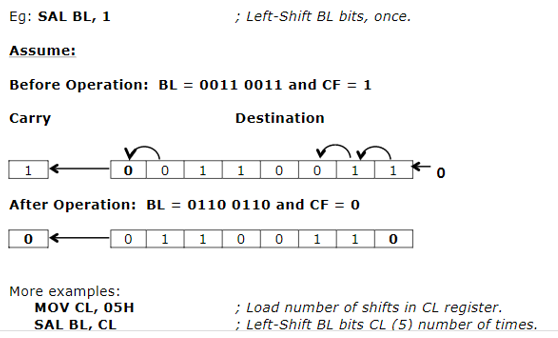 Eg: SAL BL, 1 ; Left-Shift BL bits, once.
Assume:
Before Operation: BL = 0011 0011 and CF = 1
Carry Destination
1 0 0 1 1 0 0 1 1 0
After Operation: BL = 0110 0110 and CF = 0
0 0 1 1 0 0 1 1 0
More examples:
MOV CL, 05H ; Load number of shifts in CL register.
SAL BL, CL ; Left-Shift BL bits CL (5) number of times.